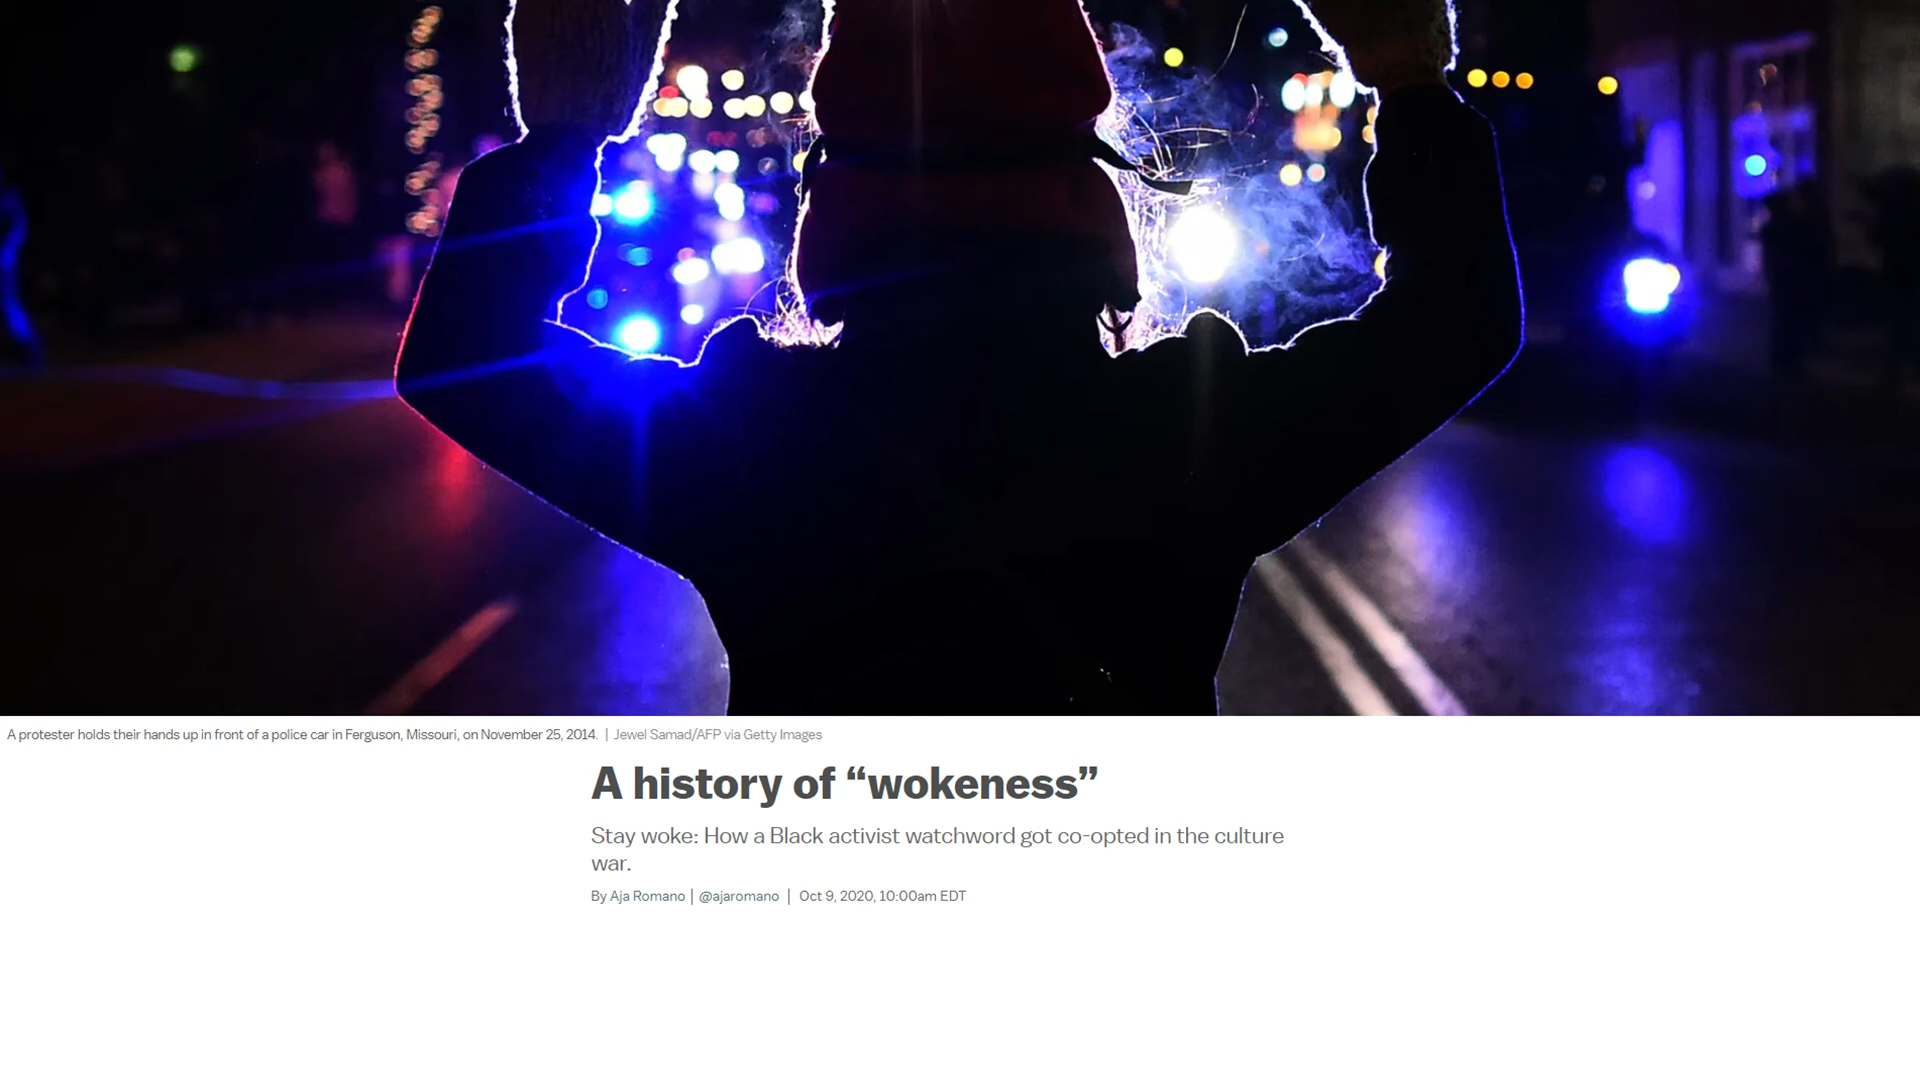 A protester holds their hands up in front of a police car in Ferguson, Missouri, on November 25, 2014. | Jewel Samad/AFP via Getty Images
A history of “wokeness”
Stay woke: How a Black activist watchword got co-opted in the culture
war.
By Aja Romano | @ajaromano | Oct 9, 2020, 10:00am EDT